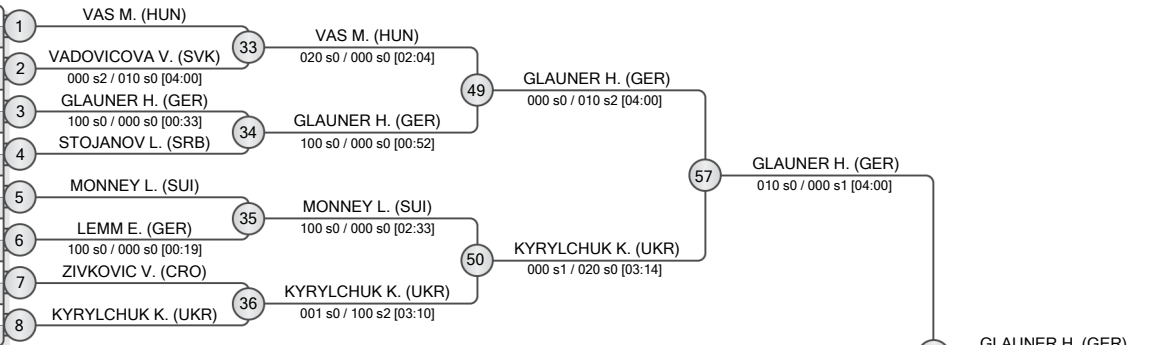 1
VAS M. (HUN)
2
VADOVICOVA V. (SVK)
000 s2 / 010 s0 [04:00]
3
GLAUNER H. (GER)
100 s0 / 000 s0 [00:33]
4
STOJANOV L. (SRB)
5
MONNEY L. (SUI)
6
LEMM E. (GER)
100 s0 / 000 s0 [00:19]
7
ZIVKOVIC V. (CRO)
8
KYRYLCHUK K. (UKR)
33
VAS M. (HUN)
020 s0 / 000 s0 [02:04]
34
GLAUNER H. (GER)
100 s0 / 000 s0 [00:52]
35
MONNEY L. (SUI)
100 s0 / 000 s0 [02:33]
36
KYRYLCHUK K. (UKR)
001 s0 / 100 s2 [03:10]
49
GLAUNER H. (GER)
000 s0 / 010 s2 [04:00]
50
KYRYLCHUK K. (UKR)
000 s1 / 020 s0 [03:14]
57
GLAUNER H. (GER)
010 s0 / 000 s1 [04:00]
GLAUNER H. (GER)